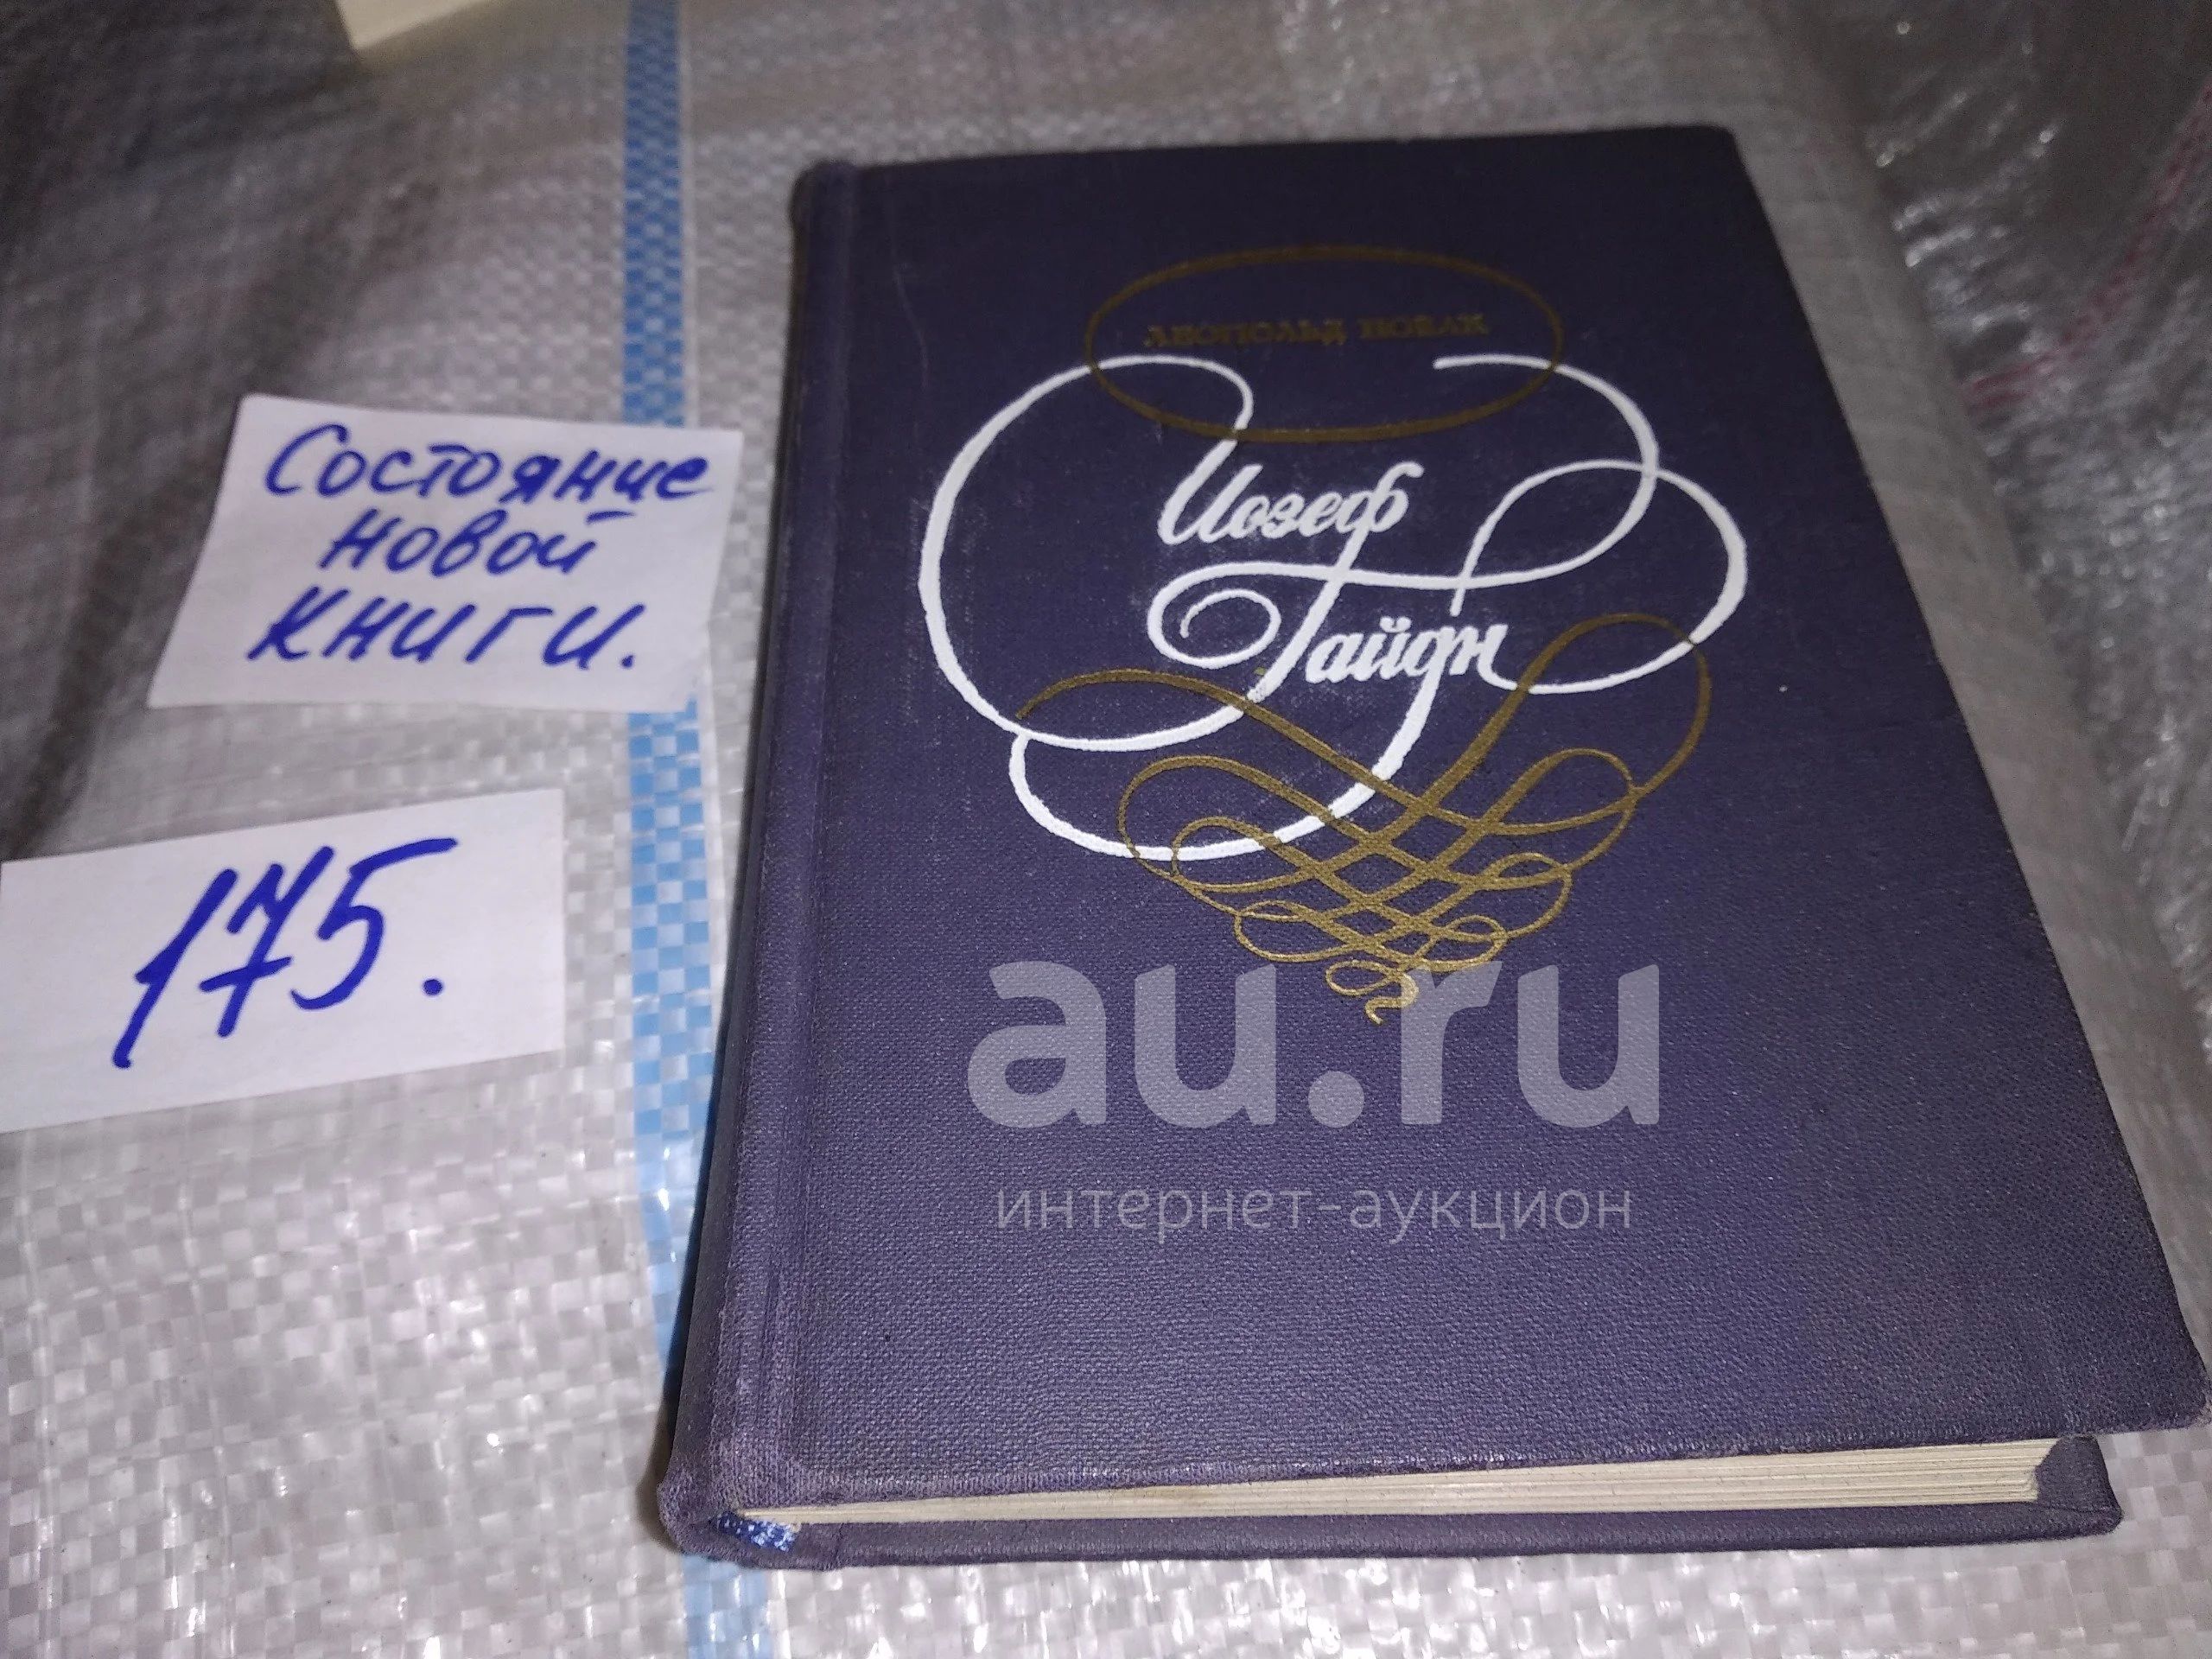 Состояние
новой
книги.
175.
ЛЕОПОЛЬД НОВАК
Иозеф
Гайдн
au.ru
интернет-аукцион